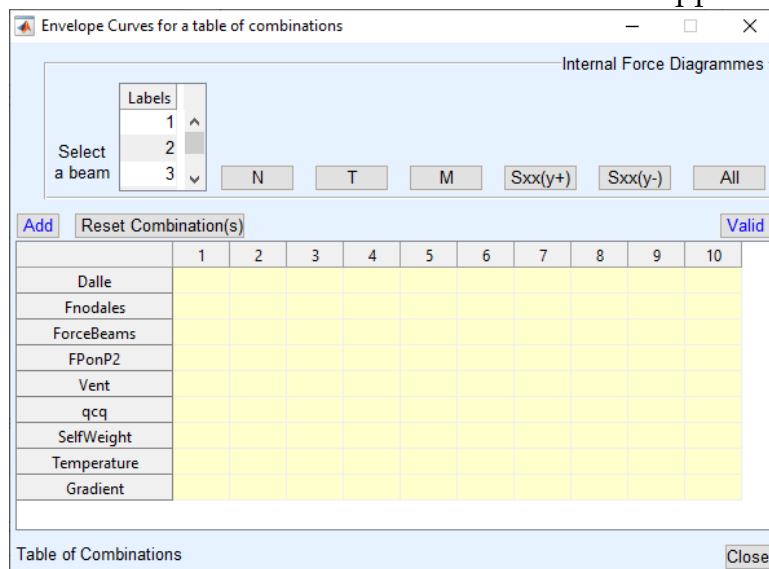 Envelope Curves for a table of combinations
Internal Force Diagrammes
Labels
1
2
3
Select
a beam
N T M Sxx(y+) Sxx(y-) All
Add Reset Combination(s) Valid
1 2 3 4 5 6 7 8 9 10
Dalle
Fnodales
ForceBeams
FPonP2
Vent
qcq
SelfWeight
Temperature
Gradient
Table of Combinations Close